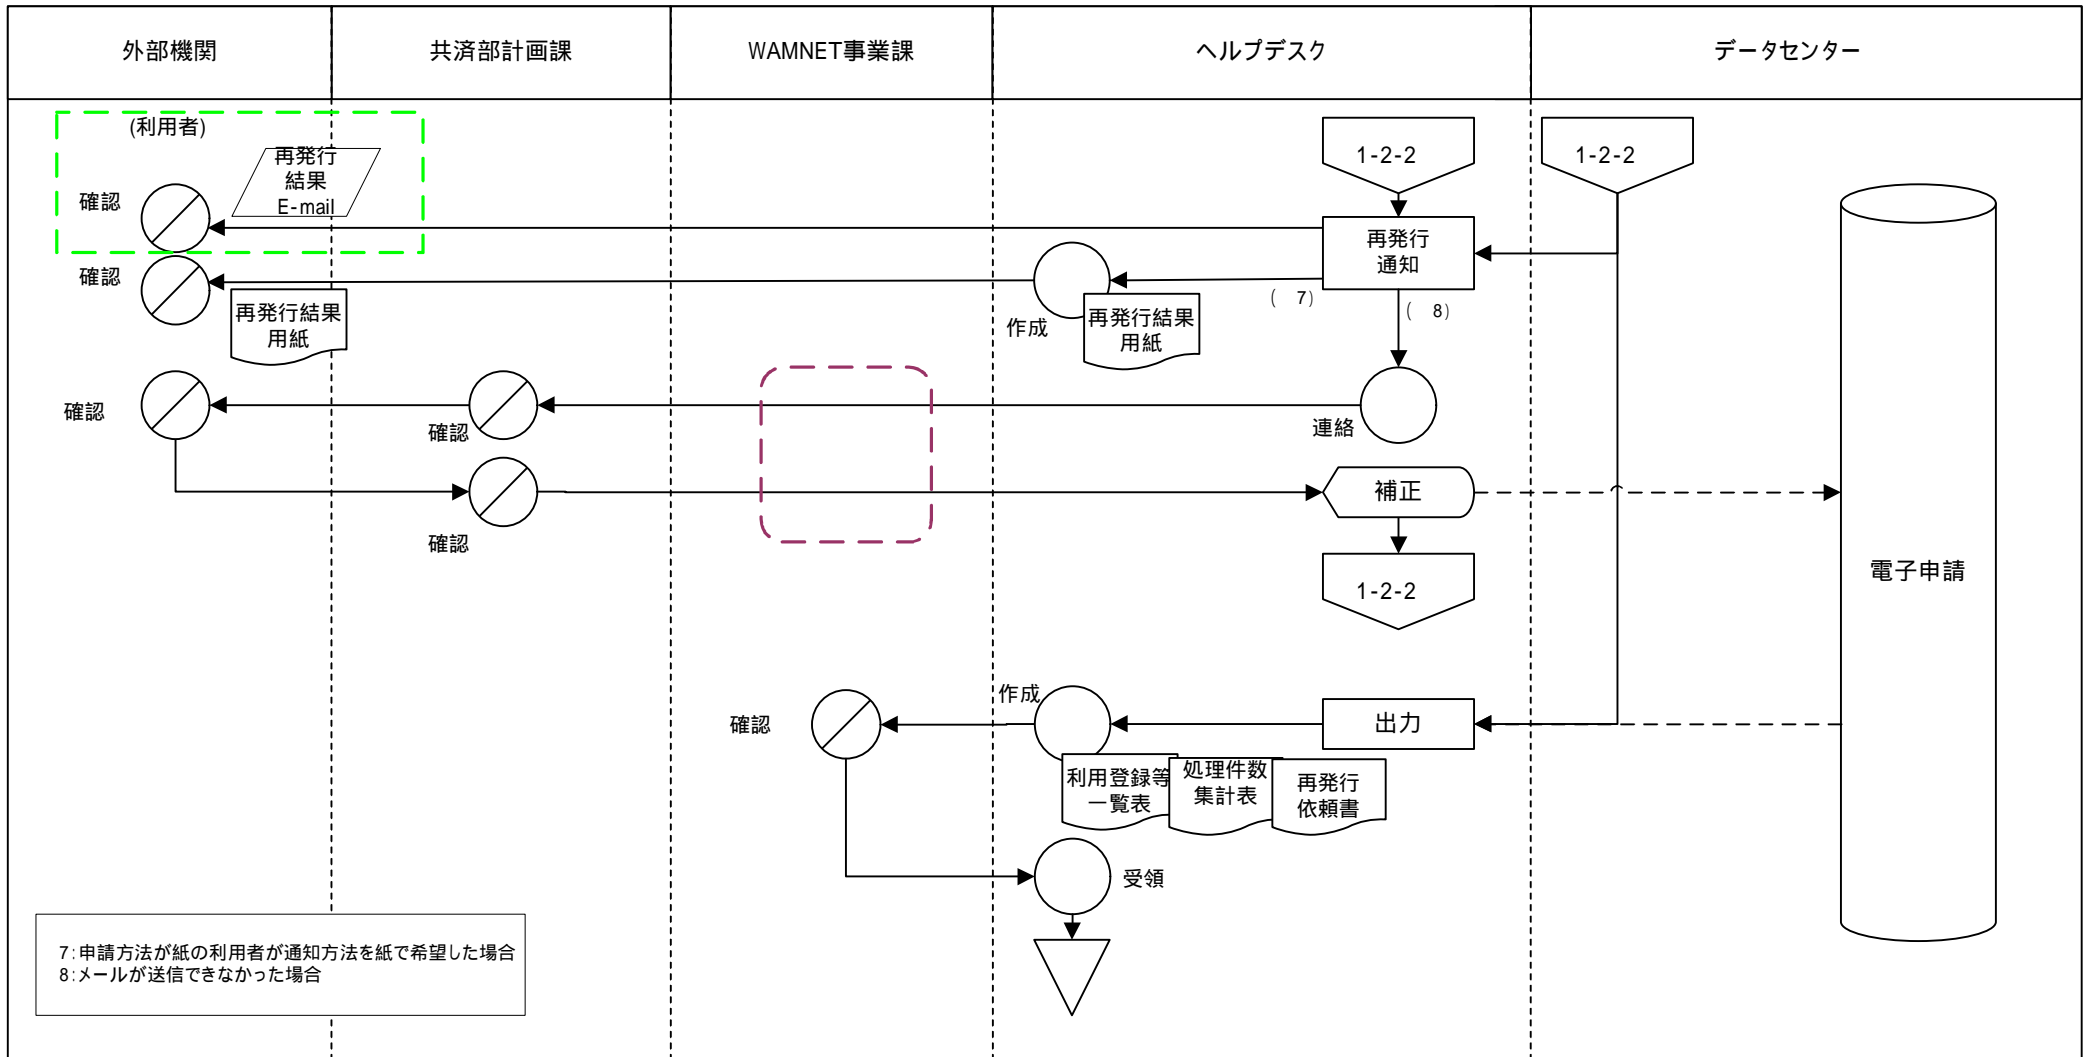 外部機関
共済部計画課
WAMNET事業課
ヘルプデスク
データセンター
(利用者)
再発行
結果
E-mail
確認
1-2-2
1-2-2
再発行
通知
確認
再発行結果
用紙
作成
再発行結果
用紙
( 7)
( 8)
確認
確認
連絡
確認
補正
1-2-2
電子申請
確認
作成
出力
利用登録等
一覧表
処理件数
集計表
再発行
依頼書
受領
7:申請方法が紙の利用者が通知方法を紙で希望した場合
8:メールが送信できなかった場合